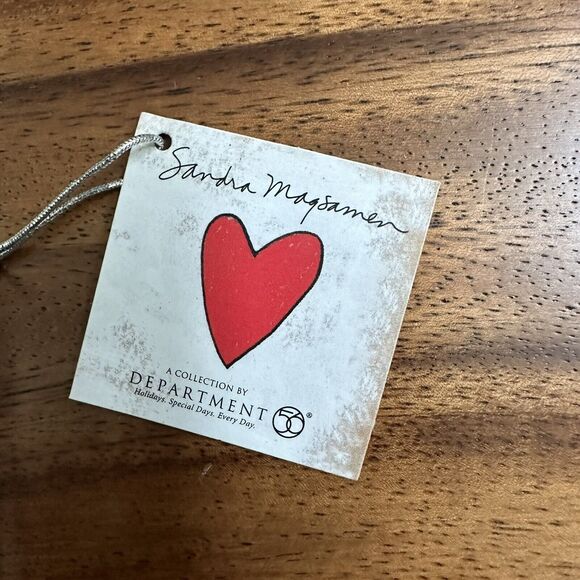 Sandra Magsamen
A COLLECTION BY
DEPARTMENT 56®
Holidays. Special Days. Every Day.